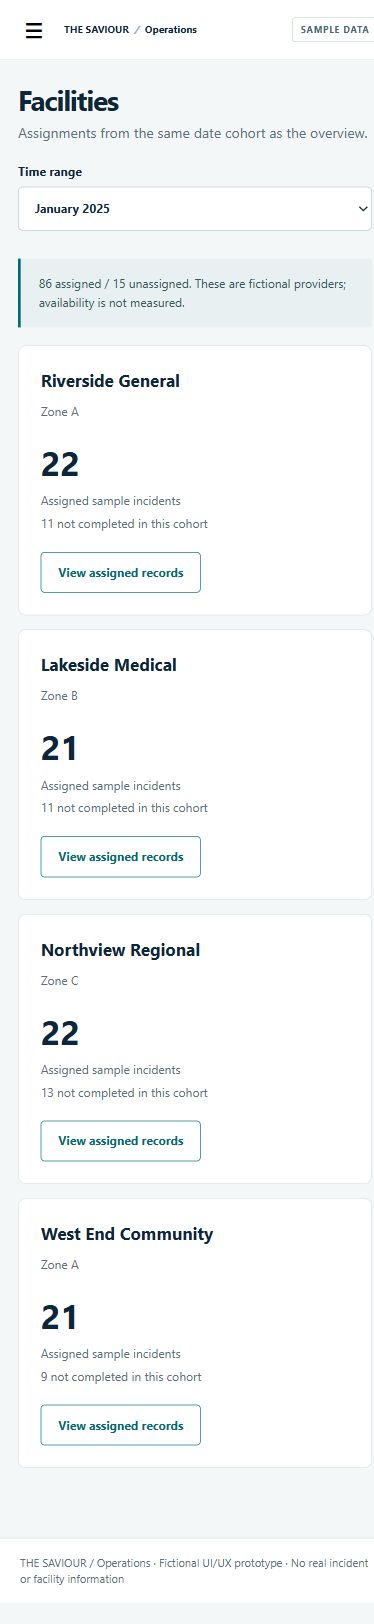 THE SAVIOUR / Operations
SAMPLE DATA
Facilities
Assignments from the same date cohort as the overview.
Time range
January 2025
86 assigned / 15 unassigned. These are fictional providers;
availability is not measured.
Riverside General
Zone A
22
Assigned sample incidents
11 not completed in this cohort
View assigned records
Lakeside Medical
Zone B
21
Assigned sample incidents
11 not completed in this cohort
View assigned records
Northview Regional
Zone C
22
Assigned sample incidents
13 not completed in this cohort
View assigned records
West End Community
Zone A
21
Assigned sample incidents
9 not completed in this cohort
View assigned records
THE SAVIOUR / Operations · Fictional UI/UX prototype · No real incident
or facility information